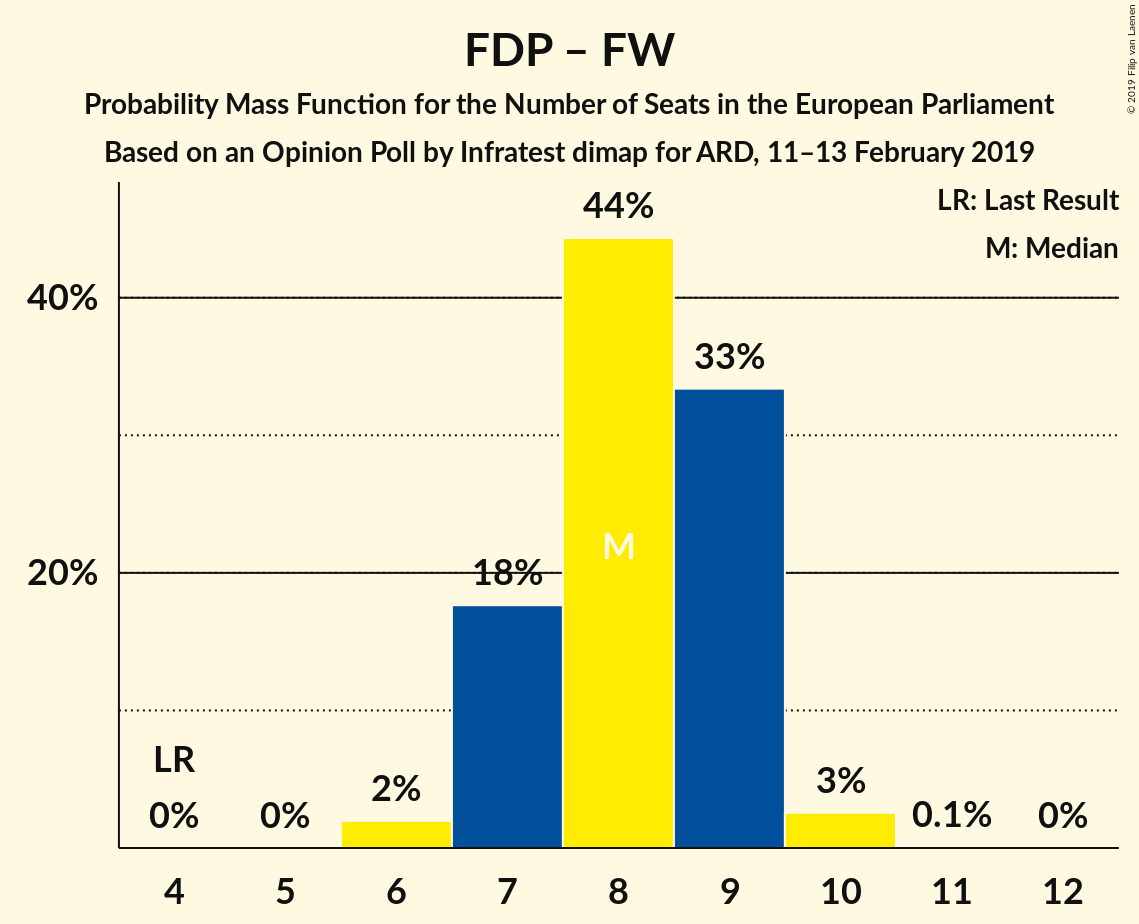 FDP – FW
Probability Mass Function for the Number of Seats in the European Parliament
Based on an Opinion Poll by Infratest dimap for ARD, 11–13 February 2019
© 2019 Filip van Laenen
LR: Last Result
M: Median
44%
40%
33%
M
20%
18%
LR
0%
0%
2%
3%
0.1%
0%
4 5 6 7 8 9 10 11 12